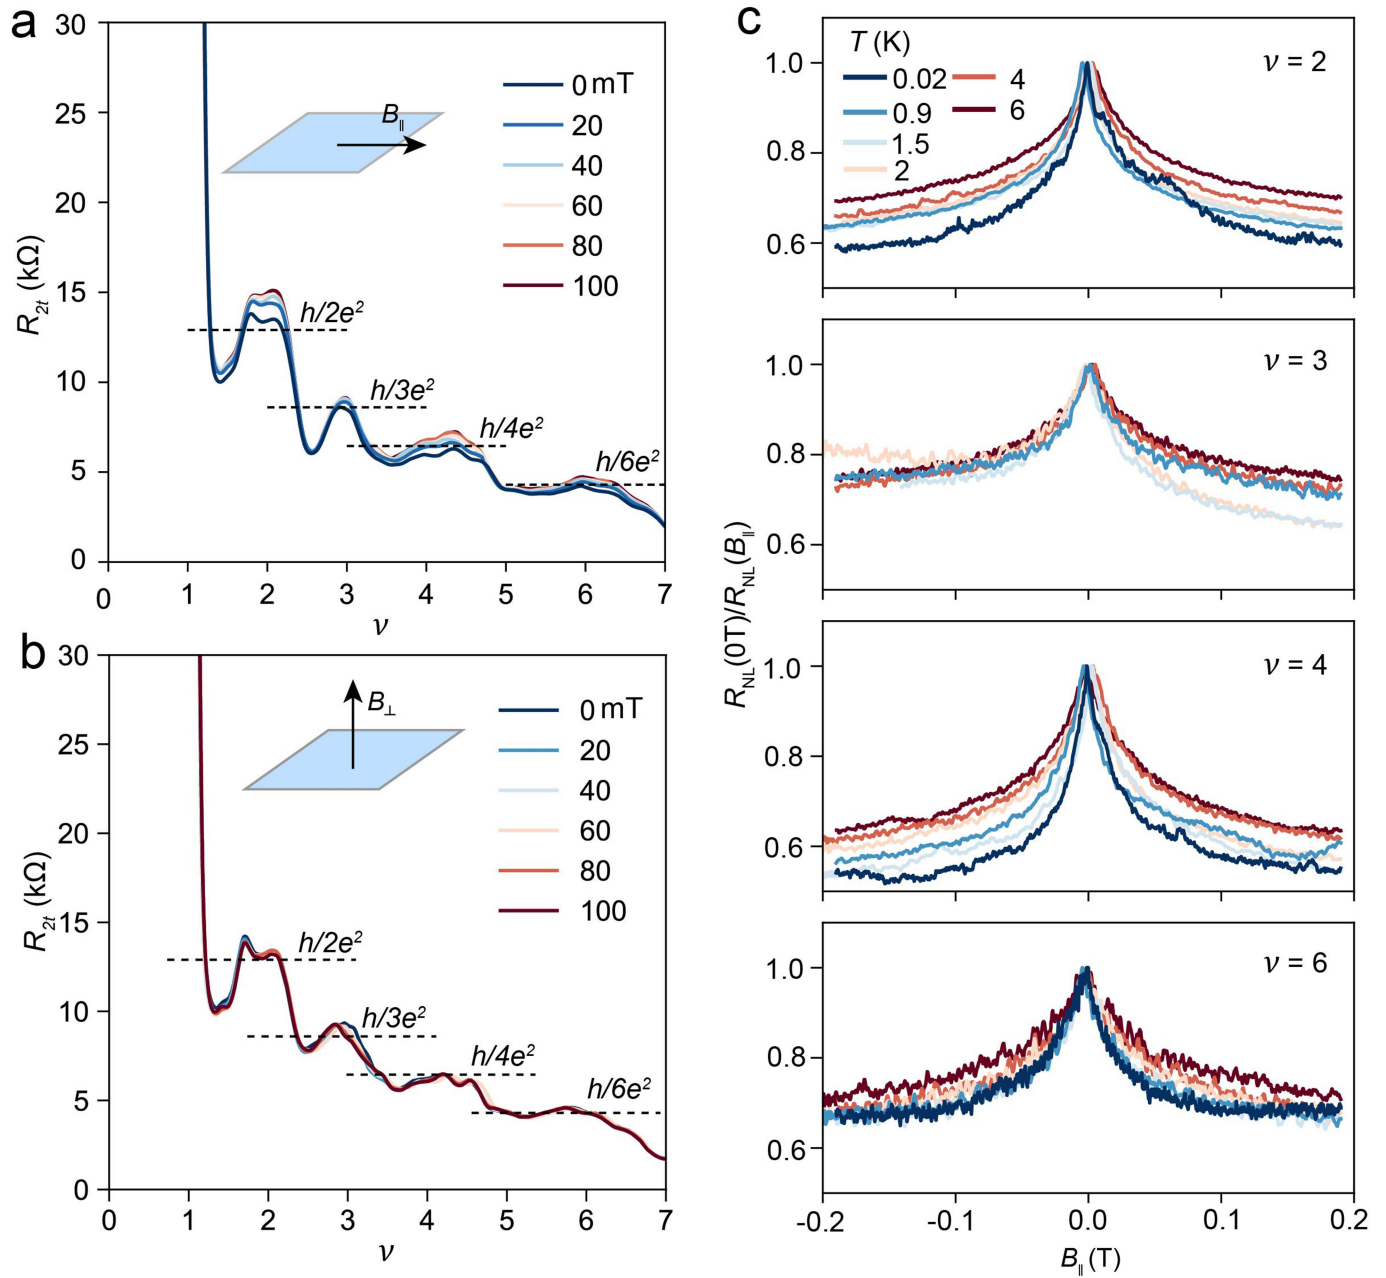 a
30
25
20
15
10
5
0
R2t (kΩ)
B∥
0 mT
20
40
60
80
100
h/2e²
h/3e²
h/4e²
h/6e²
0 1 2 3 4 5 6 7
ν
b
30
25
20
15
10
5
0
R2t (kΩ)
B⊥
0 mT
20
40
60
80
100
h/2e²
h/3e²
h/4e²
h/6e²
0 1 2 3 4 5 6 7
ν
c
RNL(0T)/RNL(B∥)
T (K)
0.02 4
0.9 6
1.5
2
ν = 2
1.0
0.8
0.6
ν = 3
1.0
0.8
0.6
ν = 4
1.0
0.8
0.6
ν = 6
1.0
0.8
0.6
-0.2 -0.1 0.0 0.1 0.2
B∥ (T)